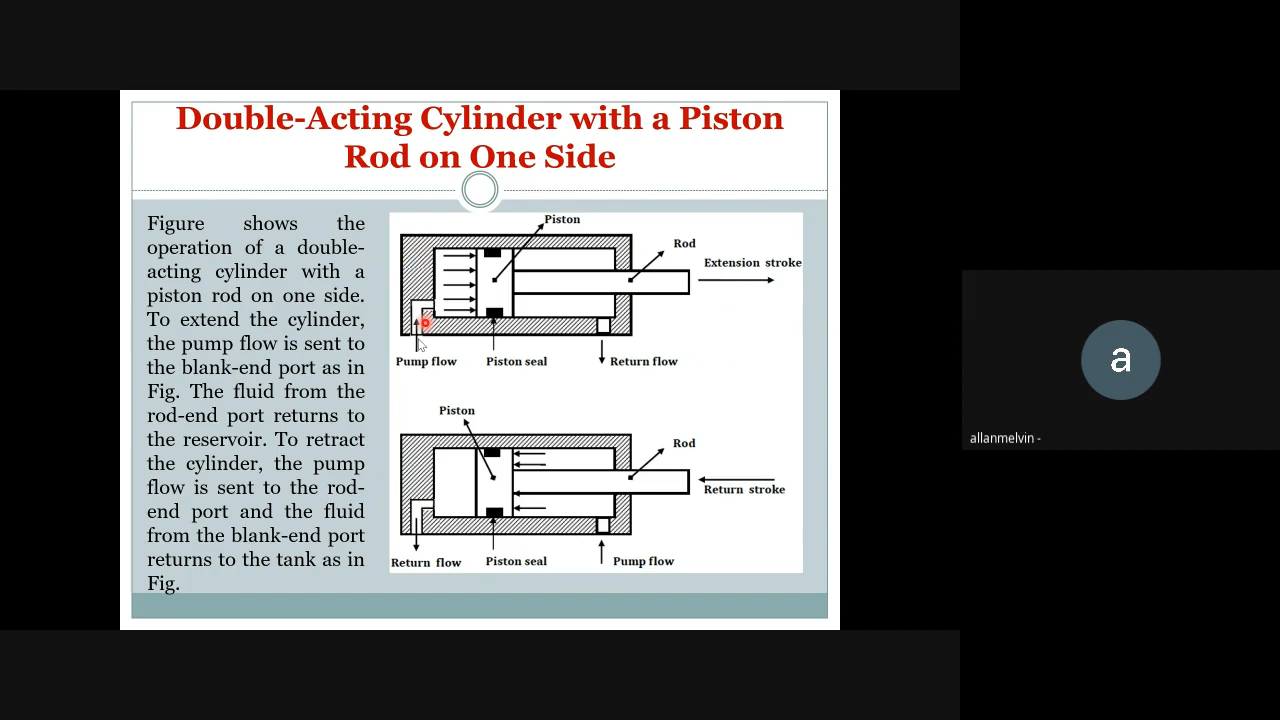 Double-Acting Cylinder with a Piston
Rod on One Side
Figure shows the
operation of a double-
acting cylinder with a
piston rod on one side.
To extend the cylinder,
the pump flow is sent to
the blank-end port as in
Fig. The fluid from the
rod-end port returns to
the reservoir. To retract
the cylinder, the pump
flow is sent to the rod-
end port and the fluid
from the blank-end port
returns to the tank as in
Fig.
Piston
Rod
Extension stroke
Pump flow
Piston seal
Return flow
Piston
Rod
Return stroke
Return flow
Piston seal
Pump flow
a
allanmelvin -